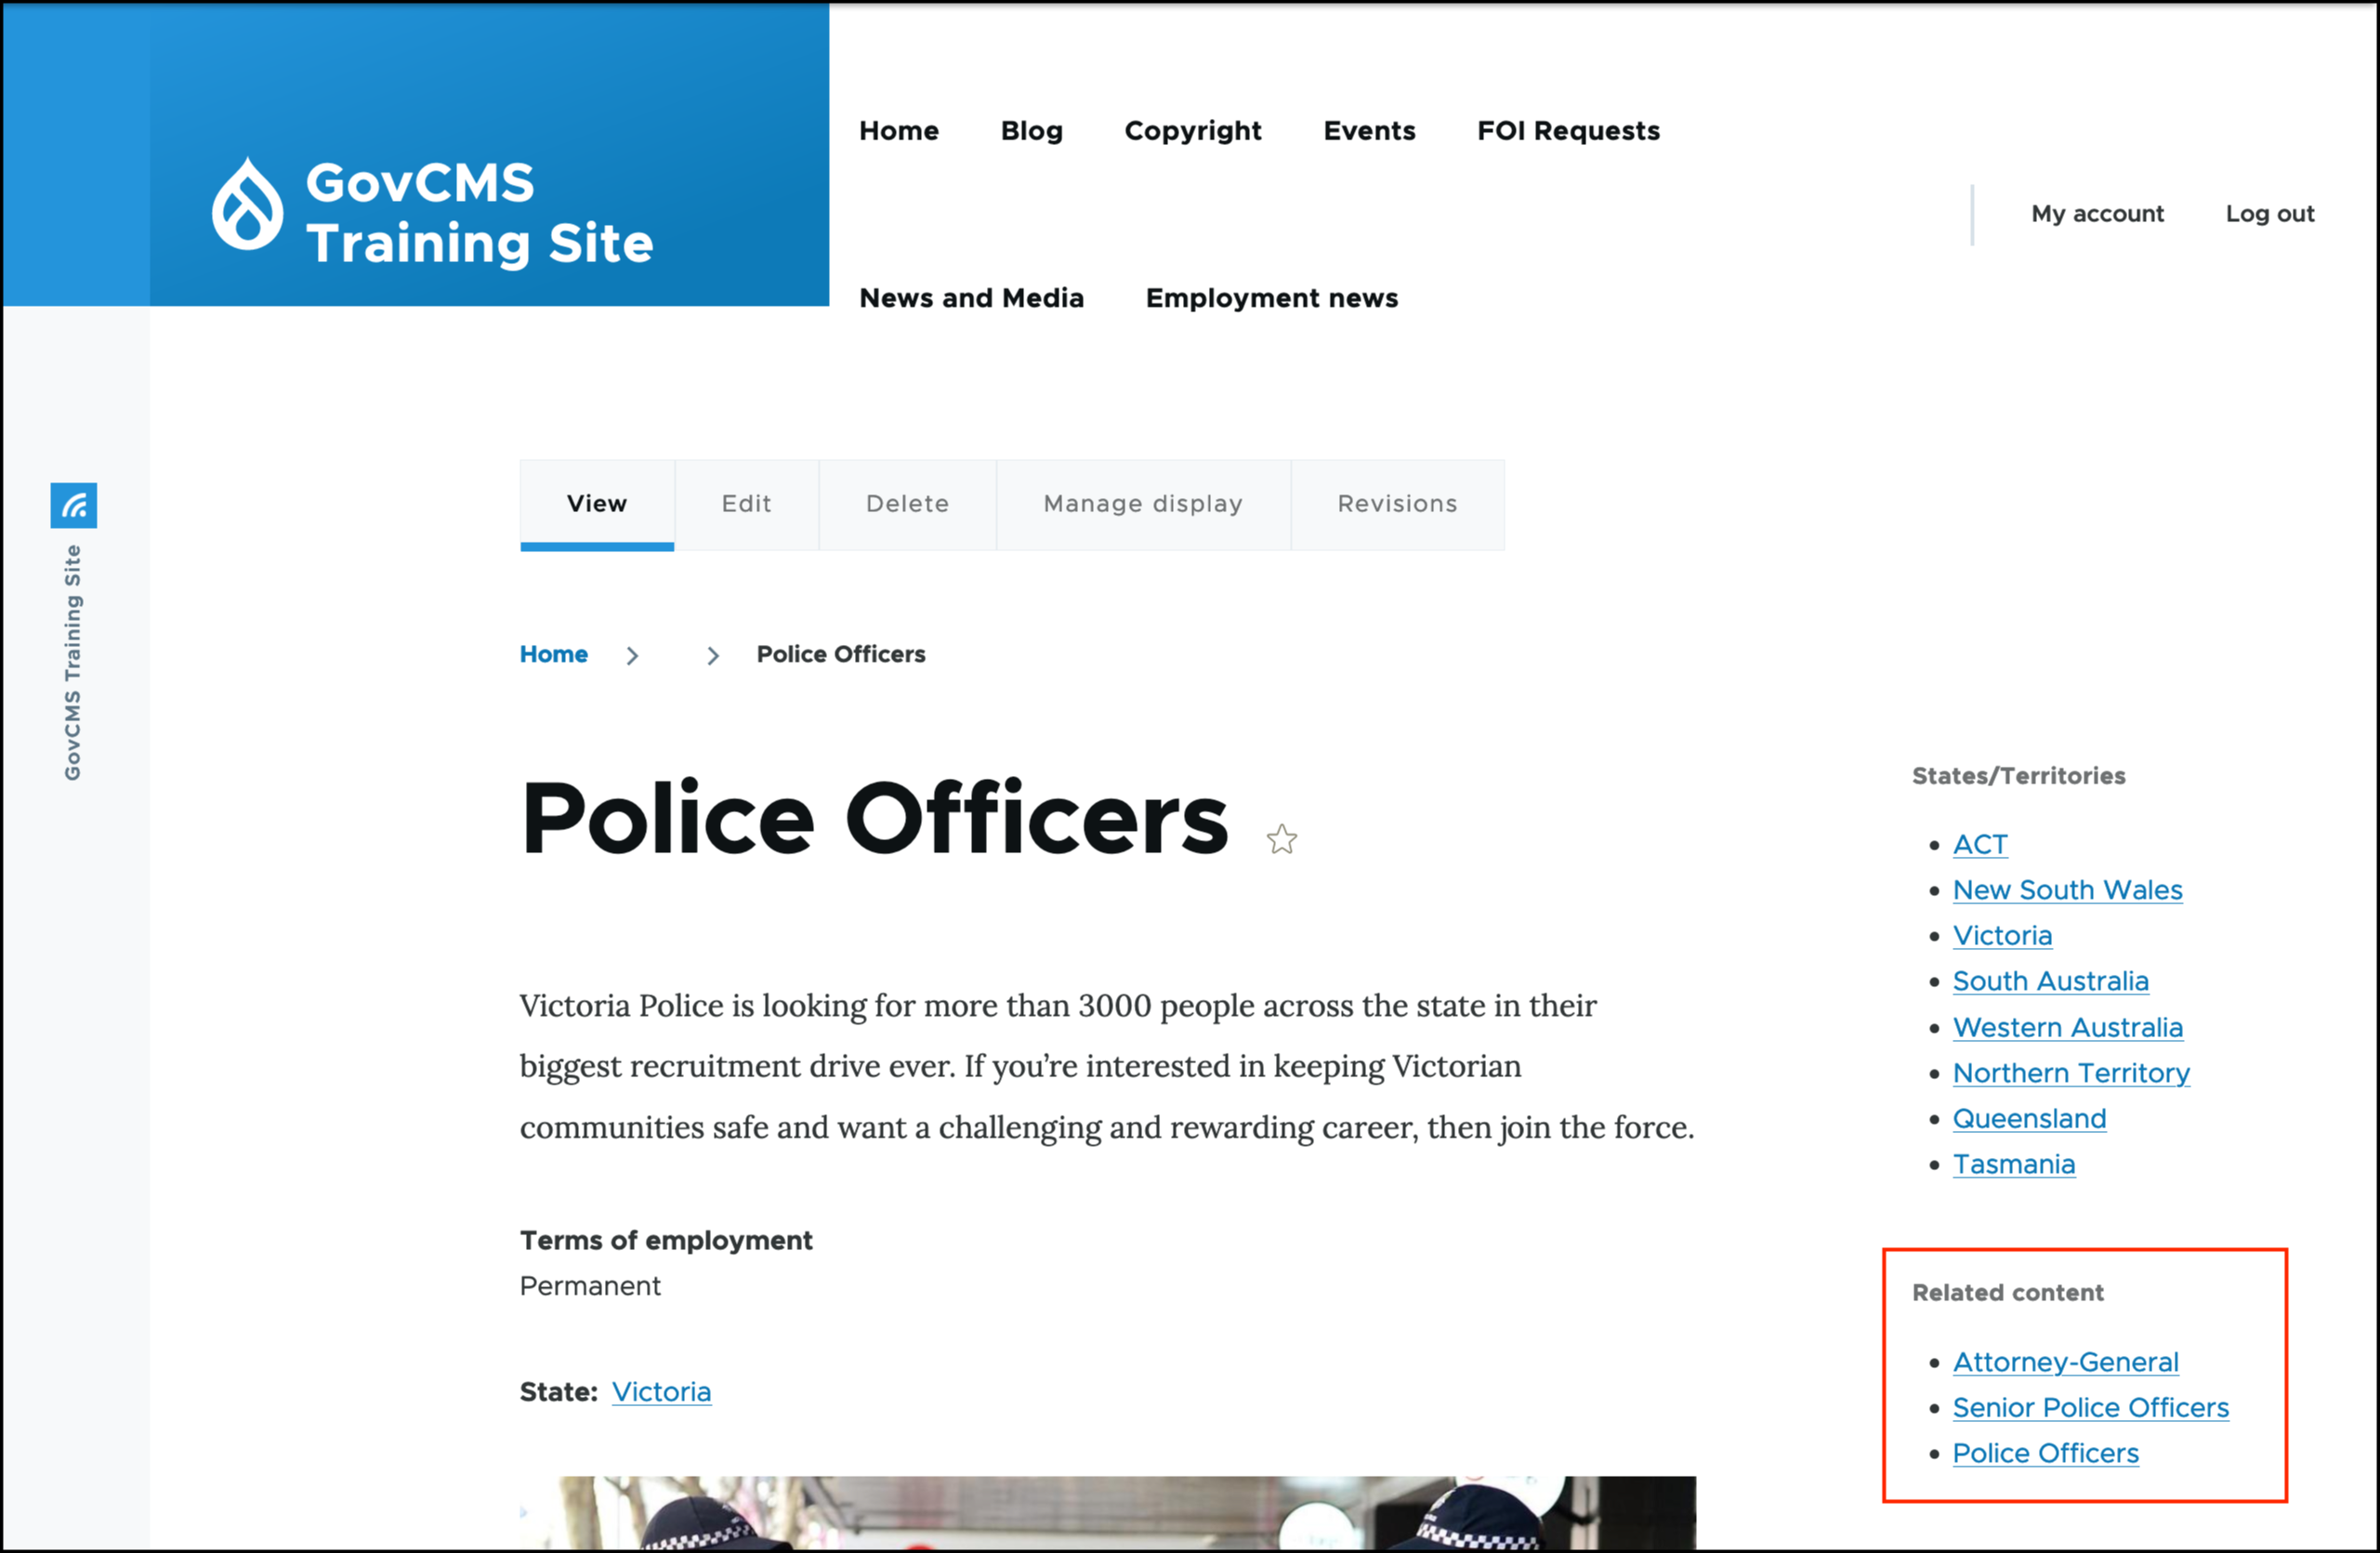 GovCMS
Training Site
Home Blog Copyright Events FOI Requests
My account Log out
News and Media Employment news
GovCMS Training Site
View Edit Delete Manage display Revisions
Home > > Police Officers
Police Officers
Victoria Police is looking for more than 3000 people across the state in their
biggest recruitment drive ever. If you’re interested in keeping Victorian
communities safe and want a challenging and rewarding career, then join the force.
Terms of employment
Permanent
State: Victoria
States/Territories
ACT
New South Wales
Victoria
South Australia
Western Australia
Northern Territory
Queensland
Tasmania
Related content
Attorney-General
Senior Police Officers
Police Officers